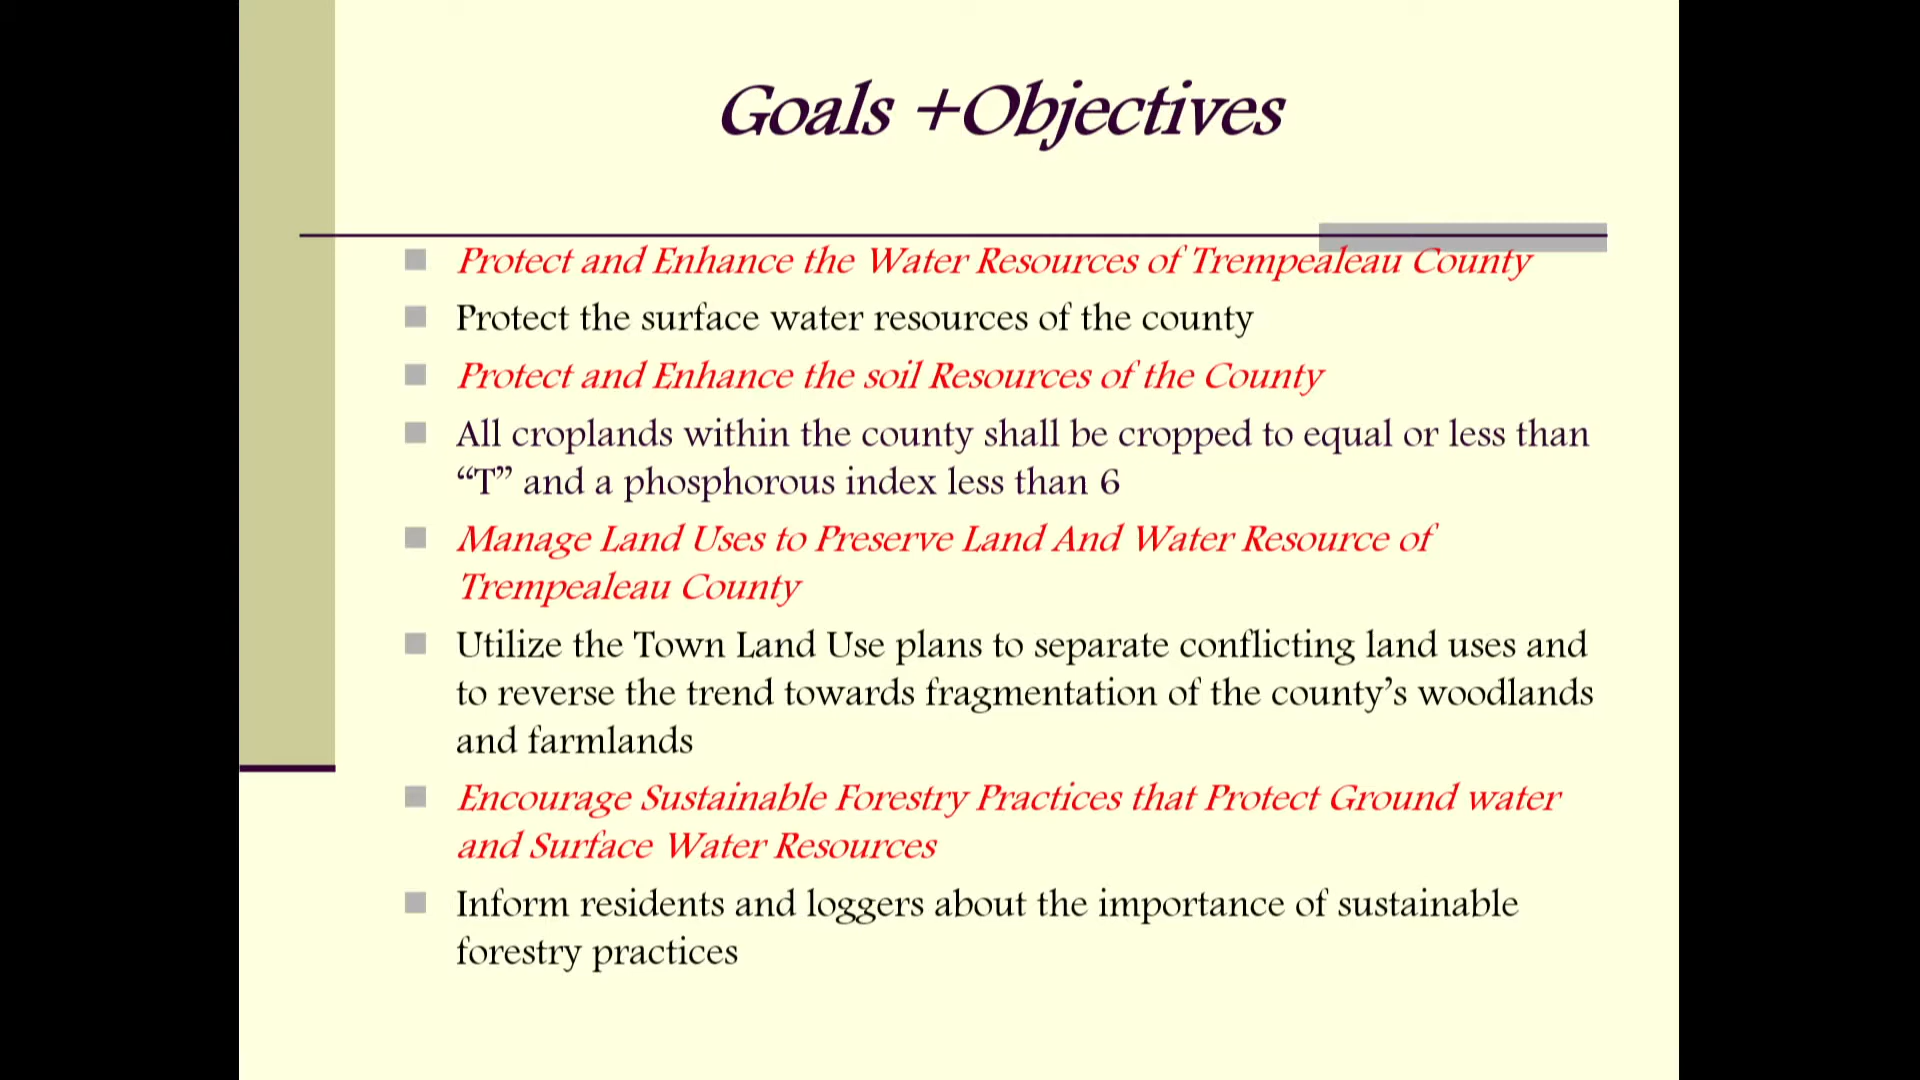 Goals +Objectives
Protect and Enhance the Water Resources of Trempealeau County
Protect the surface water resources of the county
Protect and Enhance the soil Resources of the County
All croplands within the county shall be cropped to equal or less than
“T” and a phosphorous index less than 6
Manage Land Uses to Preserve Land And Water Resource of
Trempealeau County
Utilize the Town Land Use plans to separate conflicting land uses and
to reverse the trend towards fragmentation of the county’s woodlands
and farmlands
Encourage Sustainable Forestry Practices that Protect Ground water
and Surface Water Resources
Inform residents and loggers about the importance of sustainable
forestry practices